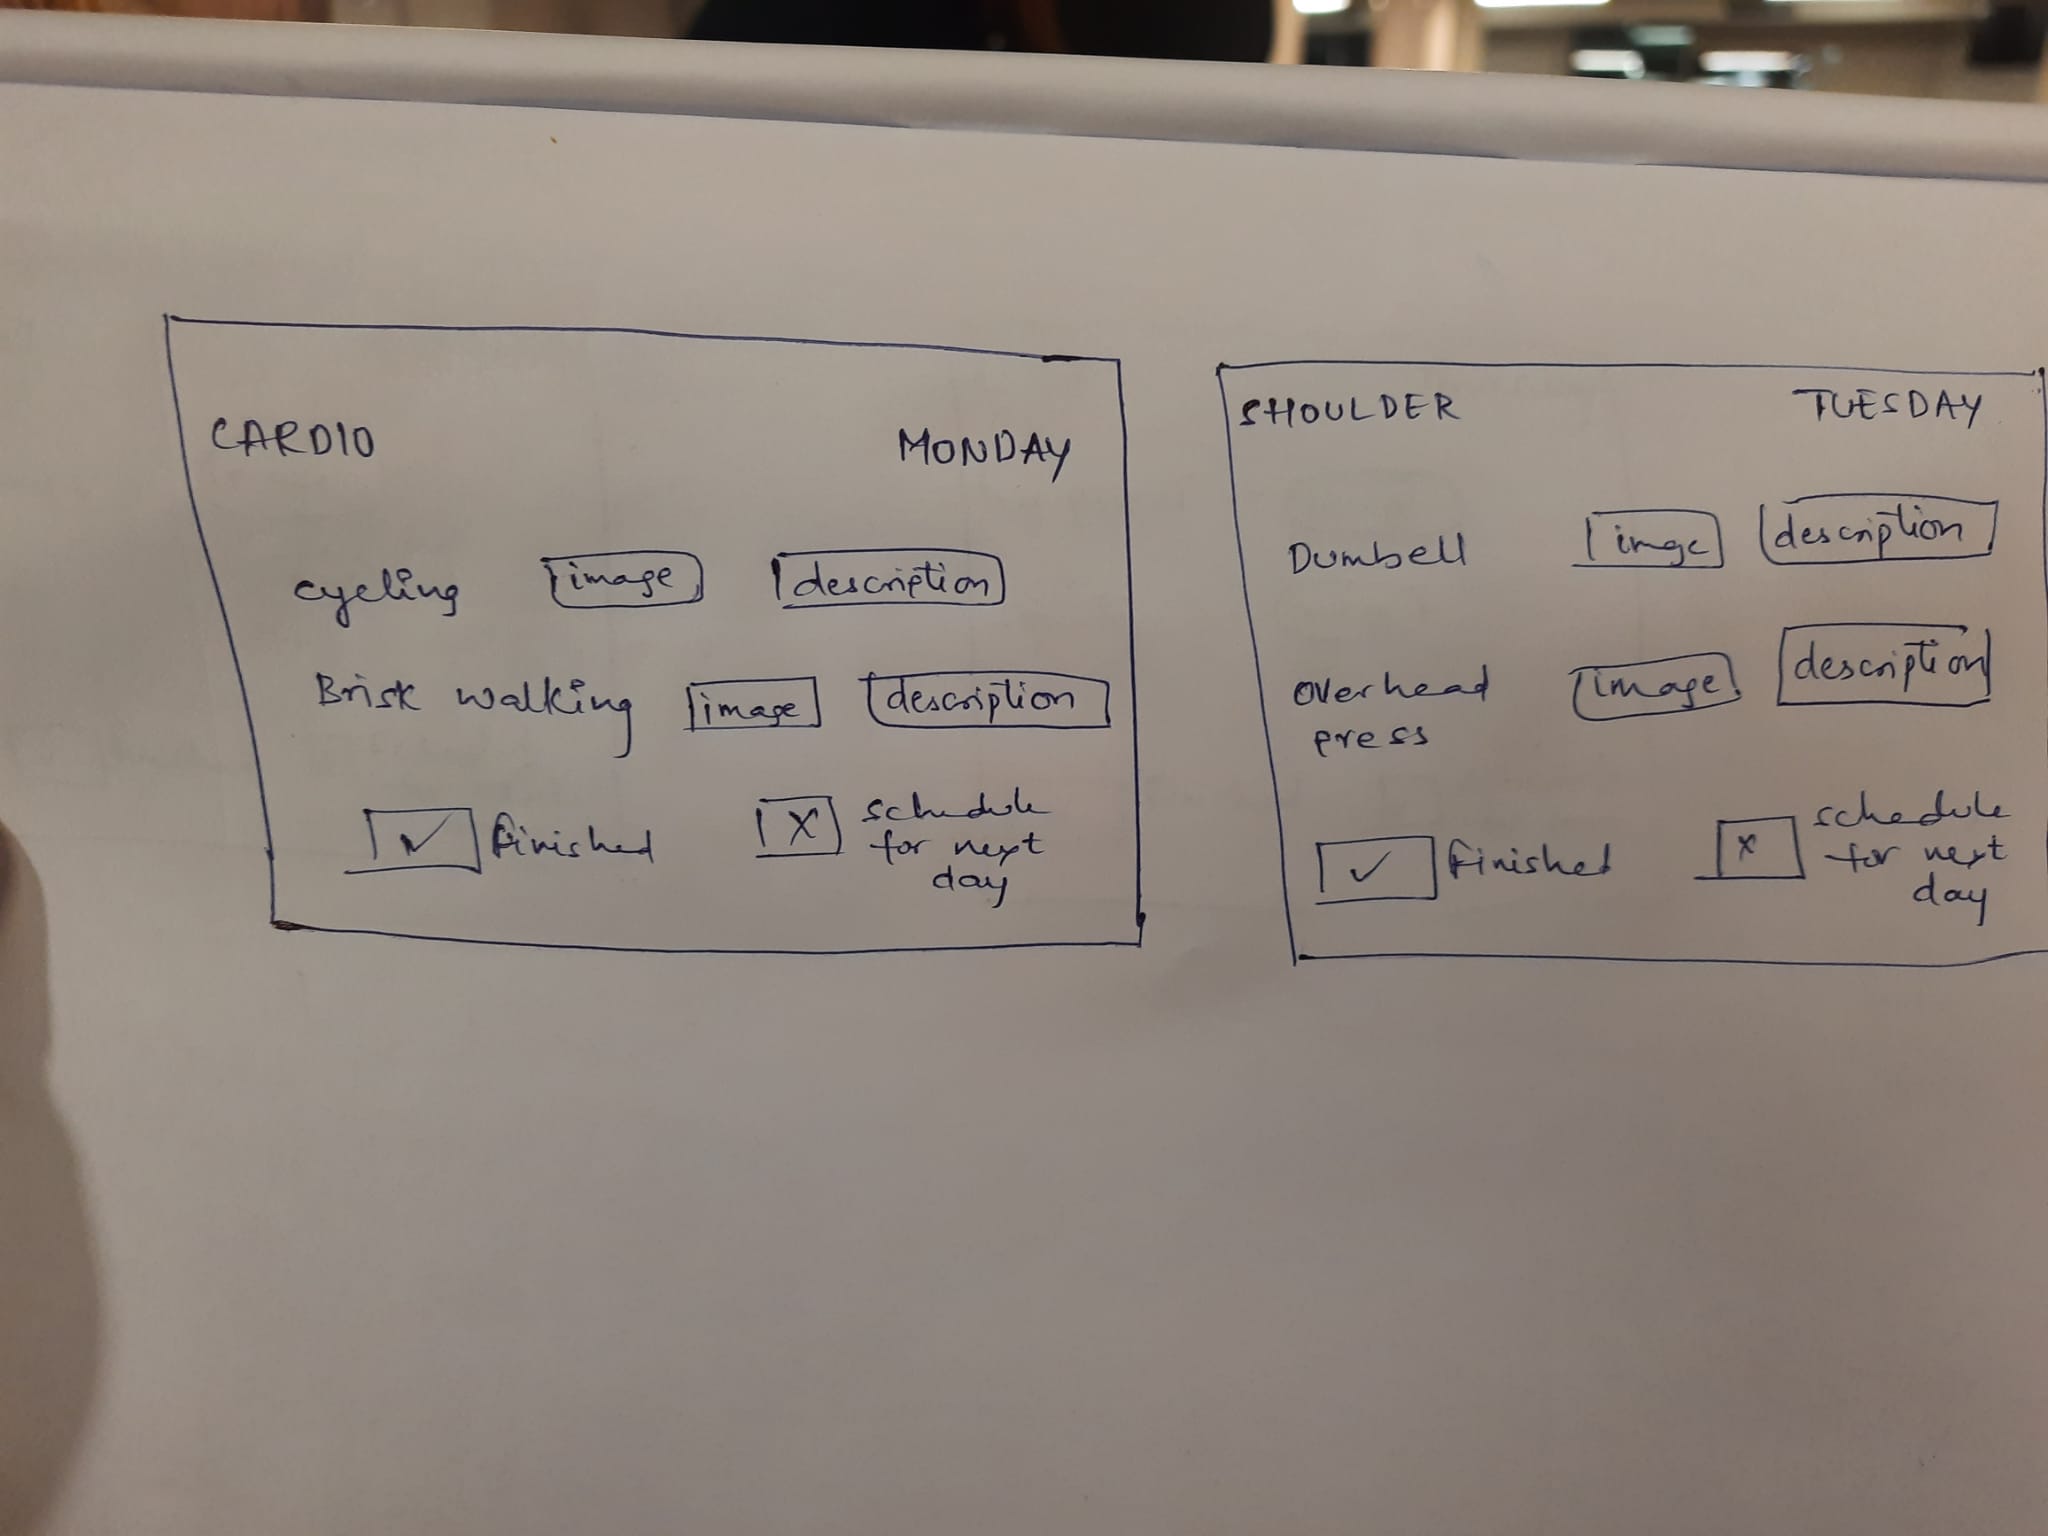 CARDIO MONDAY
cycling image description
Brisk walking image description
✓ Finished X schedule
for next
day
SHOULDER TUESDAY
Dumbell image description
overhead image description
press
✓ Finished x schedule
for next
day